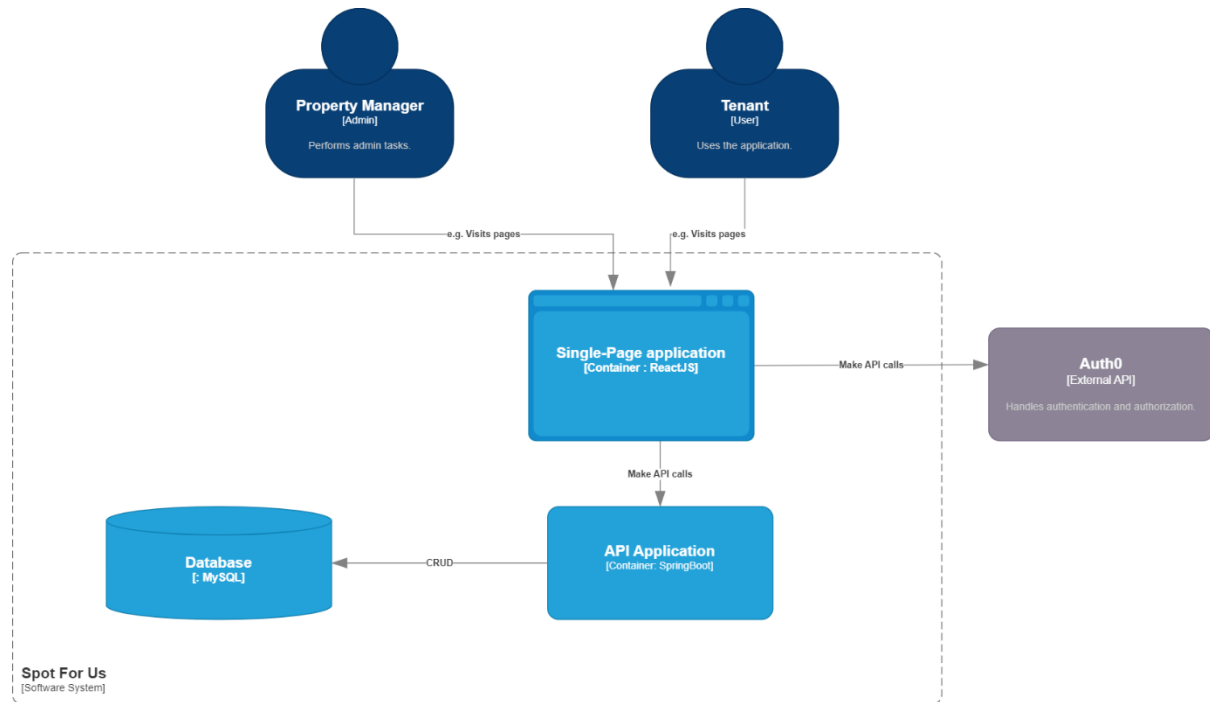 Property Manager
[Admin]
Performs admin tasks.
Tenant
[User]
Uses the application.
e.g. Visits pages
e.g. Visits pages
Single-Page application
[Container : ReactJS]
Make API calls
Auth0
[External API]
Handles authentication and authorization.
Make API calls
API Application
[Container: SpringBoot]
CRUD
Database
[: MySQL]
Spot For Us
[Software System]